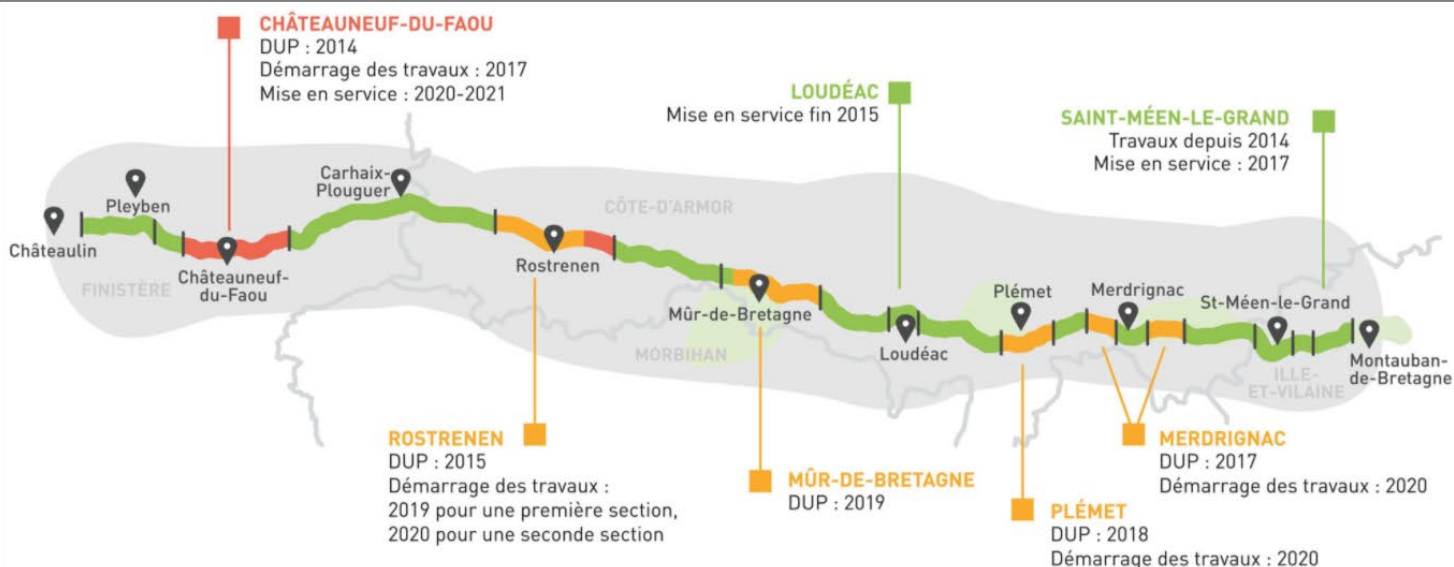 CHÂTEAUNEUF-DU-FAOU
DUP : 2014
Démarrage des travaux : 2017
Mise en service : 2020-2021
LOUDÉAC
Mise en service fin 2015
SAINT-MÉEN-LE-GRAND
Travaux depuis 2014
Mise en service : 2017
Châteaulin
Pleyben
Châteauneuf-
du-Faou
Carhaix-
Plouguer
Rostrenen
Mûr-de-Bretagne
Loudéac
Plémet
Merdrignac
St-Méen-le-Grand
Montauban-
de-Bretagne
FINISTÈRE
CÔTE-D'ARMOR
MORBIHAN
ILLE-
ET-VILAINE
ROSTRENEN
DUP : 2015
Démarrage des travaux :
2019 pour une première section,
2020 pour une seconde section
MÛR-DE-BRETAGNE
DUP : 2019
PLÉMET
DUP : 2018
Démarrage des travaux : 2020
MERDRIGNAC
DUP : 2017
Démarrage des travaux : 2020